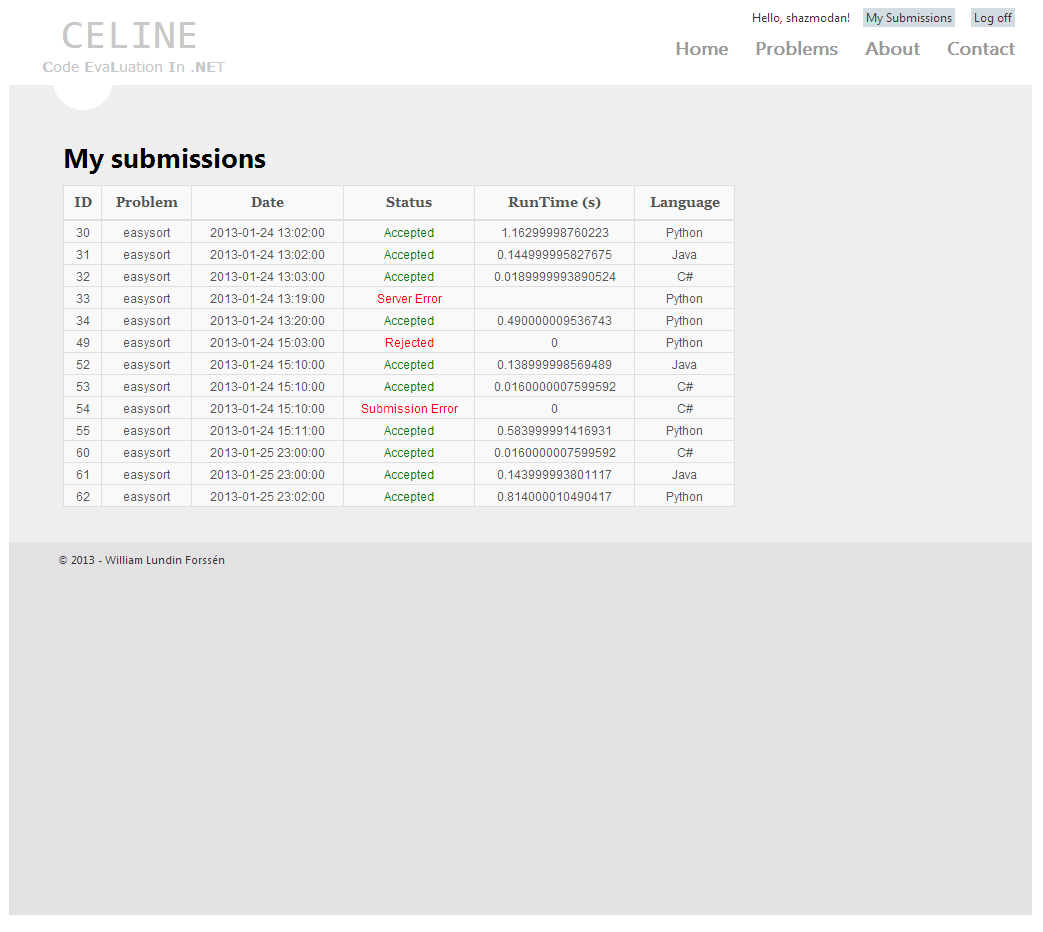 Hello, shazmodan! My Submissions Log off
CELINE
Code EvaLuation In .NET
Home Problems About Contact
My submissions
ID Problem Date Status RunTime (s) Language
30 easysort 2013-01-24 13:02:00 Accepted 1.16299998760223 Python
31 easysort 2013-01-24 13:02:00 Accepted 0.144999995827675 Java
32 easysort 2013-01-24 13:03:00 Accepted 0.0189999993890524 C#
33 easysort 2013-01-24 13:19:00 Server Error Python
34 easysort 2013-01-24 13:20:00 Accepted 0.490000009536743 Python
49 easysort 2013-01-24 15:03:00 Rejected 0 Python
52 easysort 2013-01-24 15:10:00 Accepted 0.138999998569489 Java
53 easysort 2013-01-24 15:10:00 Accepted 0.0160000007599592 C#
54 easysort 2013-01-24 15:10:00 Submission Error 0 C#
55 easysort 2013-01-24 15:11:00 Accepted 0.583999991416931 Python
60 easysort 2013-01-25 23:00:00 Accepted 0.0160000007599592 C#
61 easysort 2013-01-25 23:00:00 Accepted 0.143999993801117 Java
62 easysort 2013-01-25 23:02:00 Accepted 0.814000010490417 Python
© 2013 - William Lundin Forssén